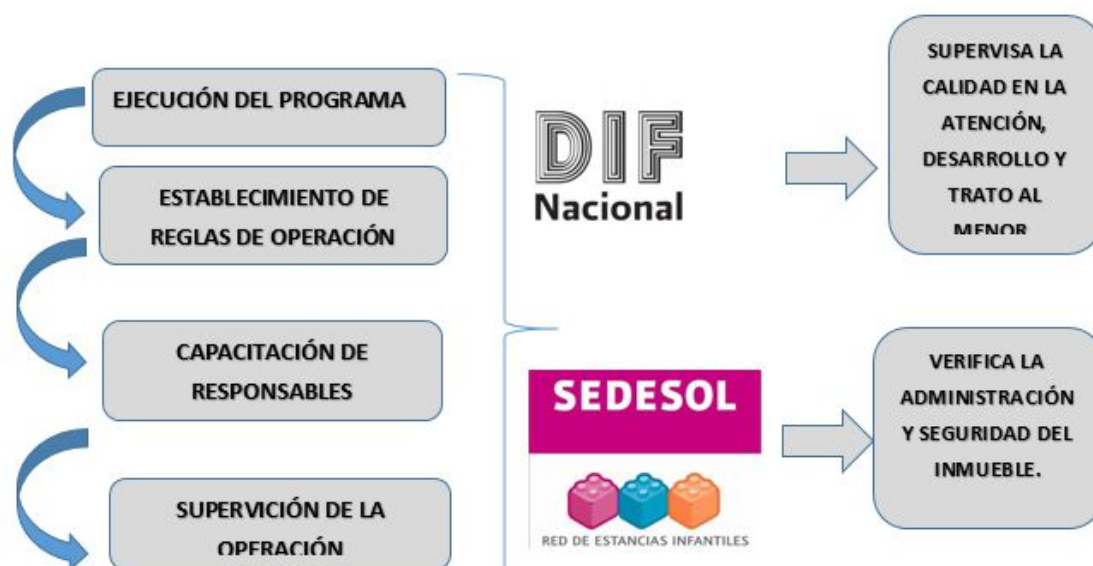 EJECUCIÓN DEL PROGRAMA
ESTABLECIMIENTO DE
REGLAS DE OPERACIÓN
CAPACITACIÓN DE
RESPONSABLES
SUPERVICIÓN DE LA
OPERACIÓN
DIF
Nacional
SUPERVISA LA
CALIDAD EN LA
ATENCIÓN,
DESARROLLO Y
TRATO AL
MENOR
SEDESOL
RED DE ESTANCIAS INFANTILES
VERIFICA LA
ADMINISTRACIÓN
Y SEGURIDAD DEL
INMUEBLE.